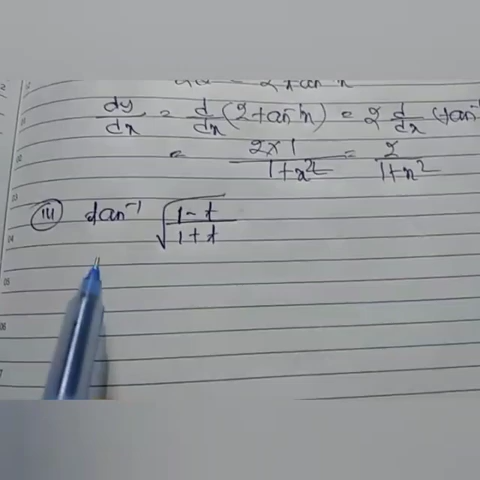 dy/dx = d/dx (2 tan⁻¹x) = 2 d/dx (tan⁻¹
= 2×1/1+x² = 2/1+x²
(III) tan⁻¹ √(1-t/1+t)